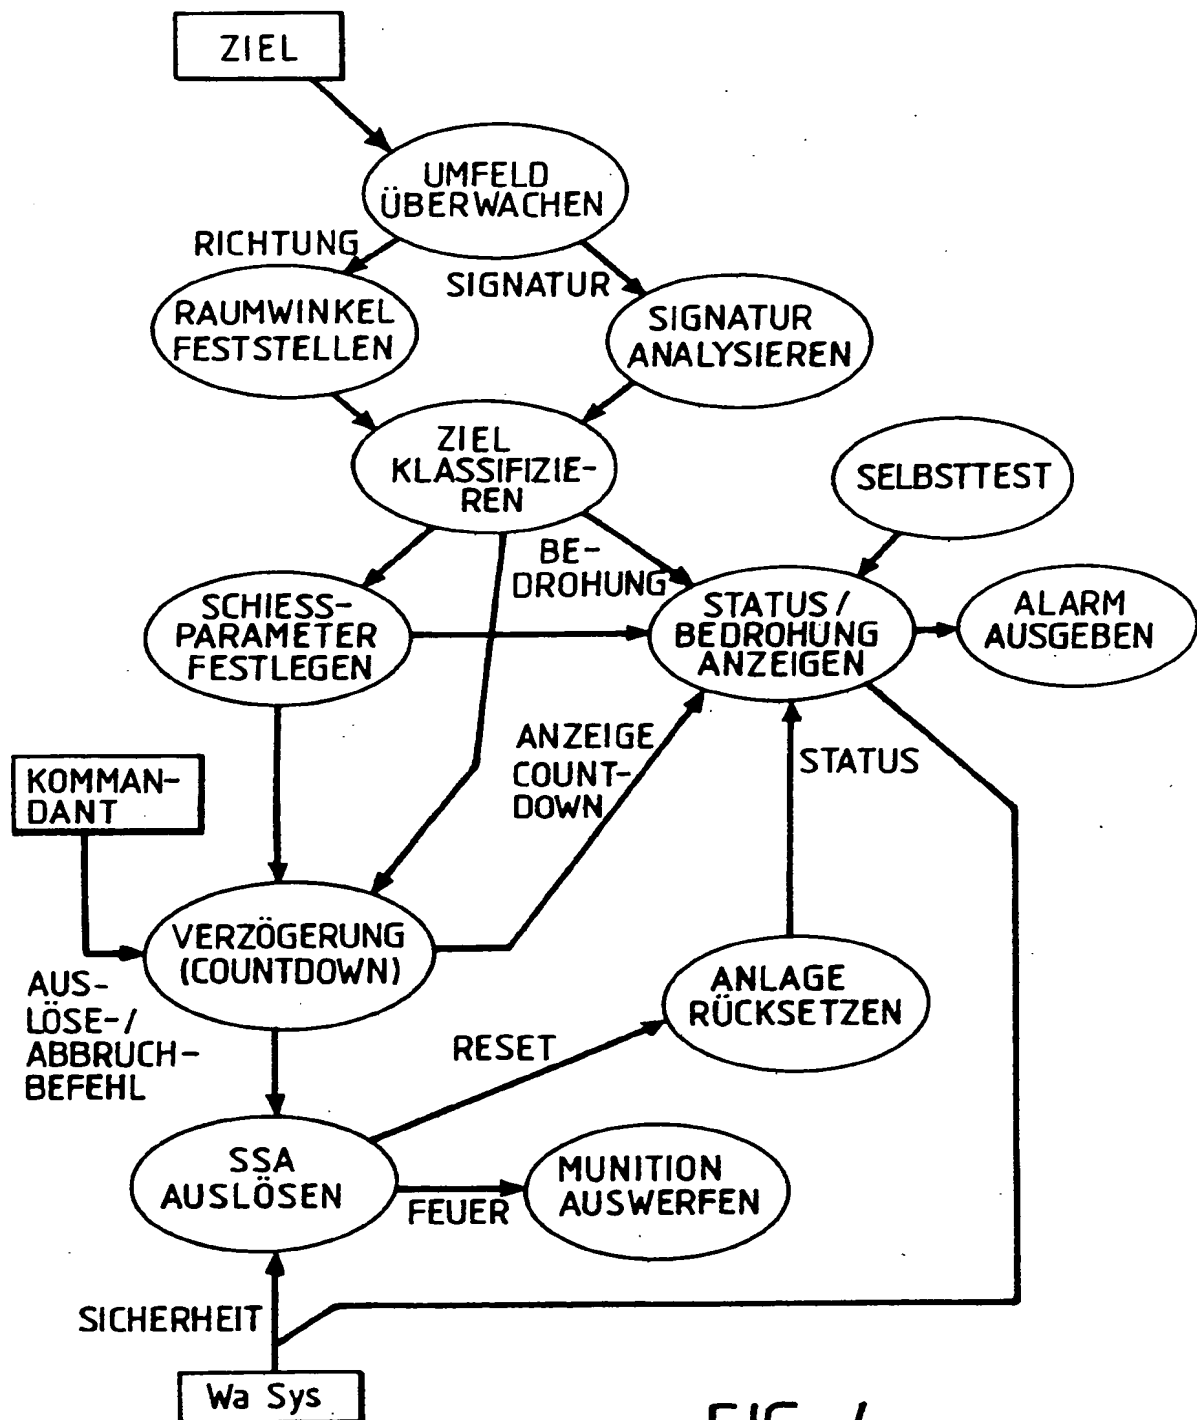 ZIEL
UMFELD
ÜBERWACHEN
RICHTUNG
SIGNATUR
RAUMWINKEL
FESTSTELLEN
SIGNATUR
ANALYSIEREN
ZIEL
KLASSIFIZIE-
REN
SELBSTTEST
BE-
DROHUNG
SCHIESS-
PARAMETER
FESTLEGEN
STATUS/
BEDROHUNG
ANZEIGEN
ALARM
AUSGEBEN
KOMMAN-
DANT
ANZEIGE
COUNT-
DOWN
STATUS
VERZÖGERUNG
(COUNTDOWN)
AUS-
LÖSE-/
ABBRUCH-
BEFEHL
ANLAGE
RÜCKSETZEN
RESET
SSA
AUSLÖSEN
FEUER
MUNITION
AUSWERFEN
SICHERHEIT
Wa Sys